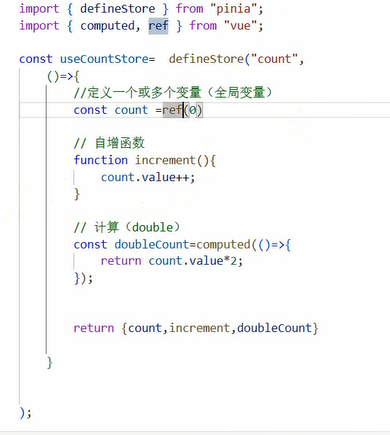 import { defineStore } from "pinia";
import { computed, ref } from "vue";
const useCountStore=  defineStore("count",
()=>{
//定义一个或多个变量（全局变量）
const count =ref(0)
// 自增函数
function increment(){
count.value++;
}
// 计算（double）
const doubleCount=computed(()=>{
return count.value*2;
});
return {count,increment,doubleCount}
}
);